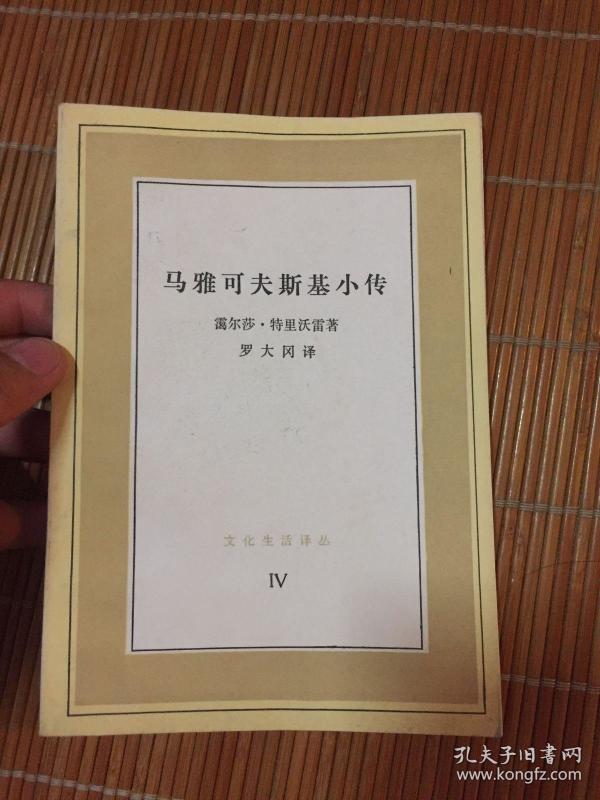 马雅可夫斯基小传
霭尔莎·特里沃雷著
罗大冈译
文化生活译丛
IV
孔夫子旧书网
www.kongfz.com